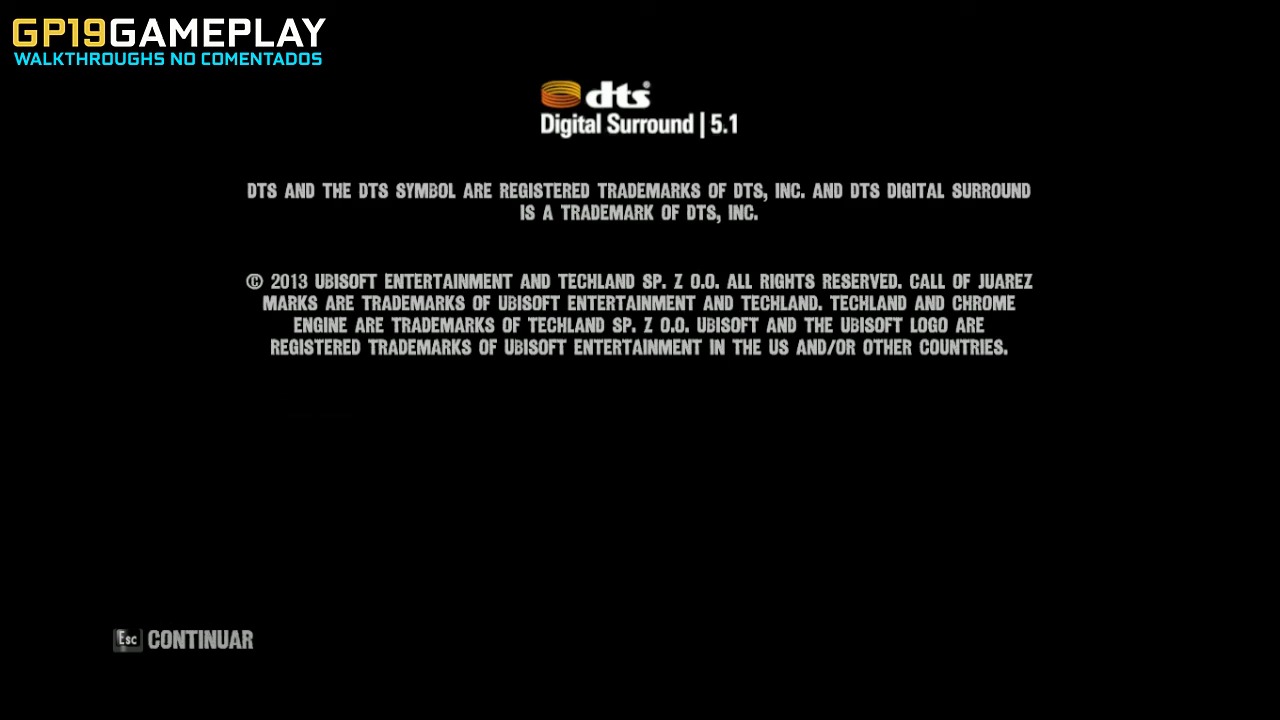 GP19GAMEPLAY
WALKTHROUGHS NO COMENTADOS
dts®
Digital Surround | 5.1
DTS AND THE DTS SYMBOL ARE REGISTERED TRADEMARKS OF DTS, INC. AND DTS DIGITAL SURROUND
IS A TRADEMARK OF DTS, INC.
© 2013 UBISOFT ENTERTAINMENT AND TECHLAND SP. Z O.O. ALL RIGHTS RESERVED. CALL OF JUAREZ
MARKS ARE TRADEMARKS OF UBISOFT ENTERTAINMENT AND TECHLAND. TECHLAND AND CHROME
ENGINE ARE TRADEMARKS OF TECHLAND SP. Z O.O. UBISOFT AND THE UBISOFT LOGO ARE
REGISTERED TRADEMARKS OF UBISOFT ENTERTAINMENT IN THE US AND/OR OTHER COUNTRIES.
Esc CONTINUAR